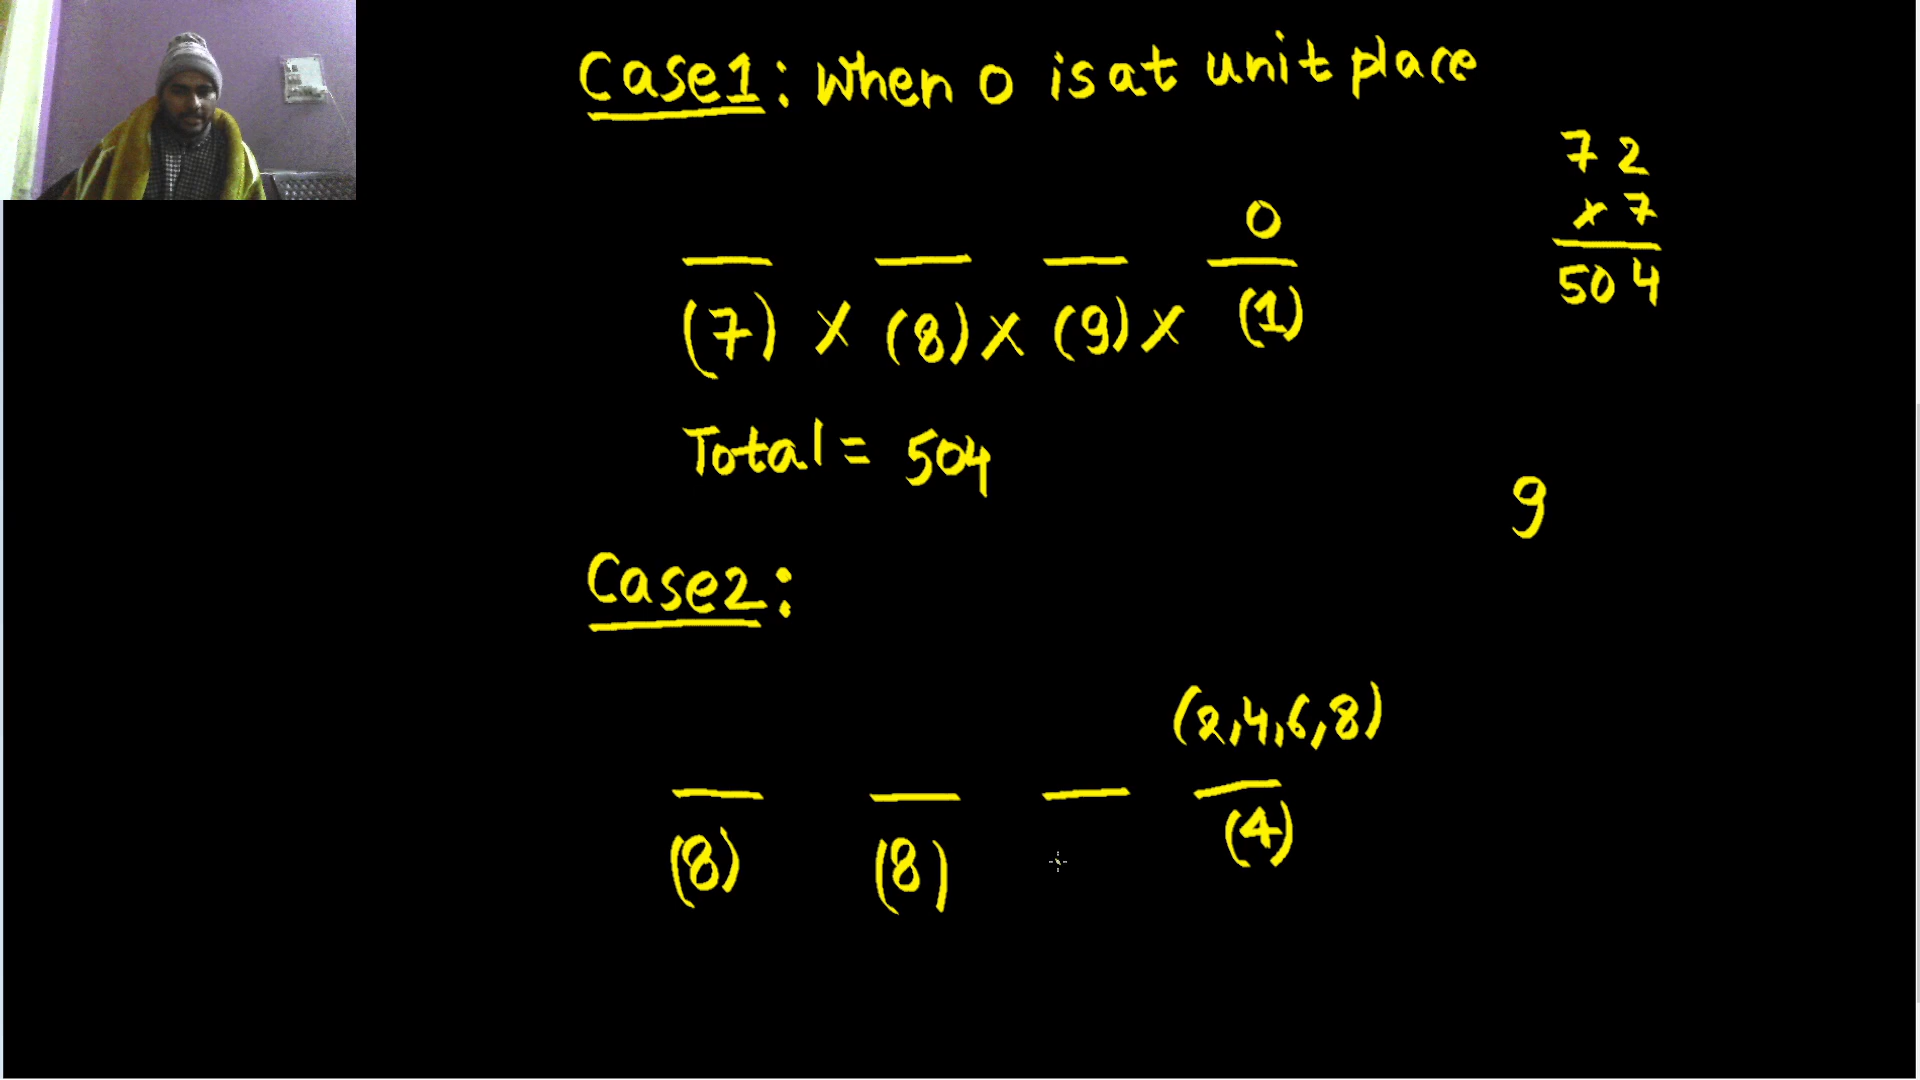 Case1: When 0 is at unit place
72
×7
504
0
(7) × (8) × (9) × (1)
Total = 504
9
Case2:
(2,4,6,8)
(8) (8) (4)